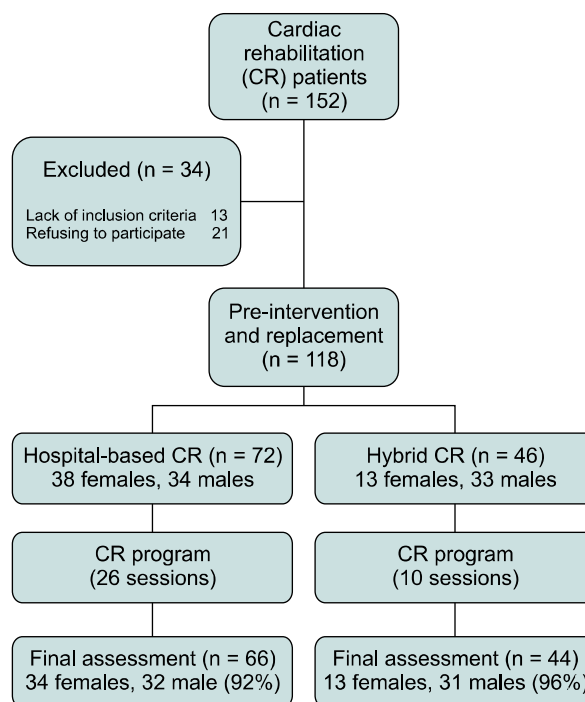 Cardiac
rehabilitation
(CR) patients
(n = 152)
Excluded (n = 34)
Lack of inclusion criteria 13
Refusing to participate 21
Pre-intervention
and replacement
(n = 118)
Hospital-based CR (n = 72)
38 females, 34 males
Hybrid CR (n = 46)
13 females, 33 males
CR program
(26 sessions)
CR program
(10 sessions)
Final assessment (n = 66)
34 females, 32 male (92%)
Final assessment (n = 44)
13 females, 31 males (96%)